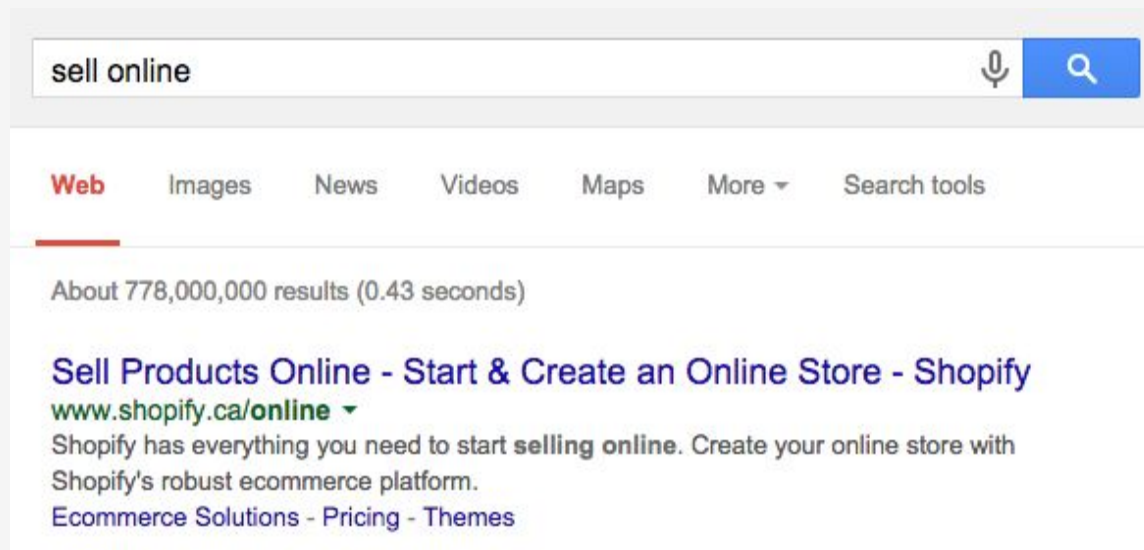 sell online
Web Images News Videos Maps More Search tools
About 778,000,000 results (0.43 seconds)
Sell Products Online - Start & Create an Online Store - Shopify
www.shopify.ca/online
Shopify has everything you need to start selling online. Create your online store with
Shopify's robust ecommerce platform.
Ecommerce Solutions - Pricing - Themes